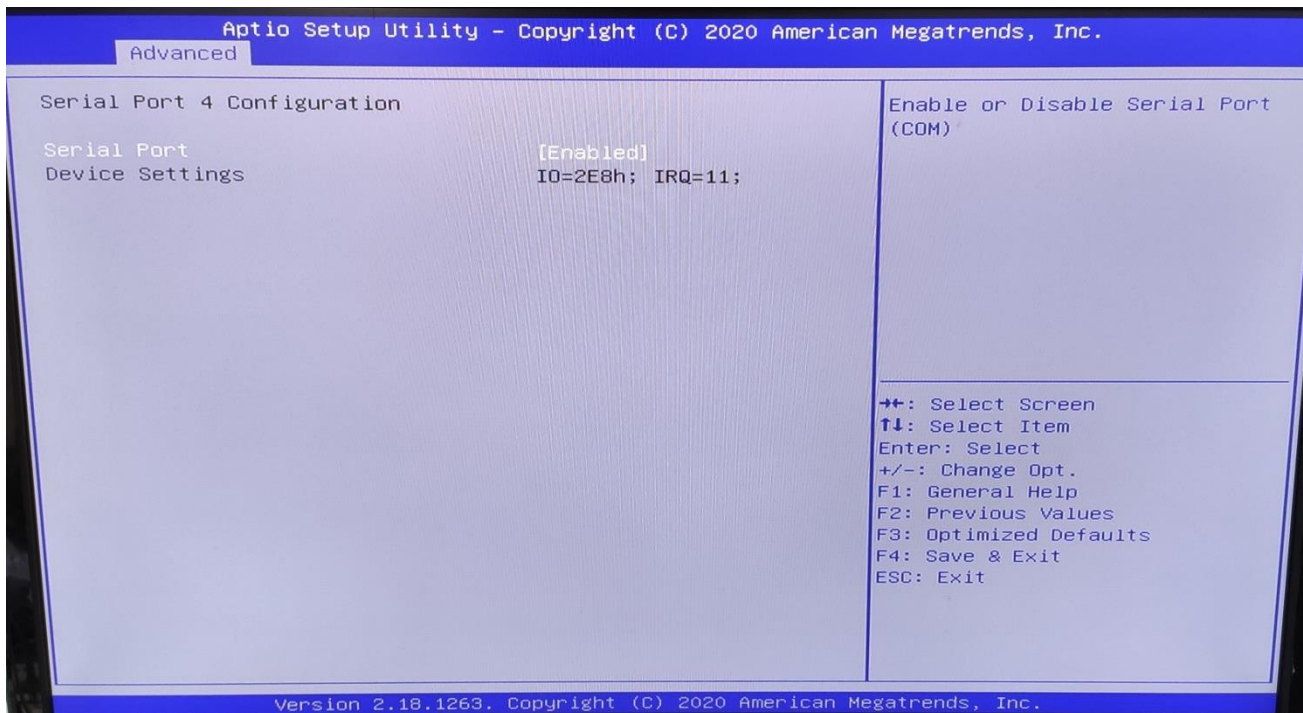 Aptio Setup Utility – Copyright (C) 2020 American Megatrends, Inc.
Advanced
Serial Port 4 Configuration
Serial Port [Enabled]
Device Settings IO=2E8h; IRQ=11;
Enable or Disable Serial Port
(COM)
→←: Select Screen
↑↓: Select Item
Enter: Select
+/-: Change Opt.
F1: General Help
F2: Previous Values
F3: Optimized Defaults
F4: Save & Exit
ESC: Exit
Version 2.18.1263. Copyright (C) 2020 American Megatrends, Inc.